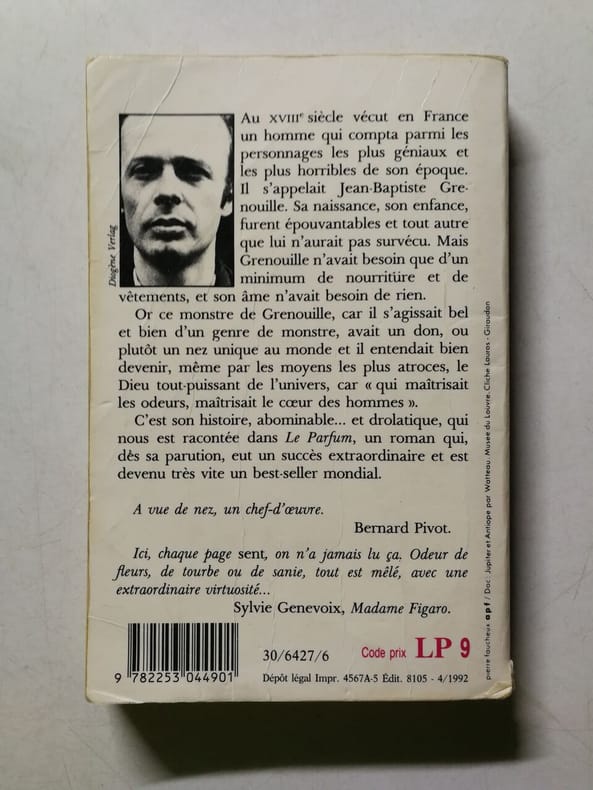 Au XVIIIe siècle vécut en France
un homme qui compta parmi les
personnages les plus géniaux et
les plus horribles de son époque.
Il s'appelait Jean-Baptiste Gre-
nouille. Sa naissance, son enfance,
furent épouvantables et tout autre
que lui n'aurait pas survécu. Mais
Grenouille n'avait besoin que d'un
minimum de nourriture et de
vêtements, et son âme n'avait besoin de rien.
Or ce monstre de Grenouille, car il s'agissait bel
et bien d'un genre de monstre, avait un don, ou
plutôt un nez unique au monde et il entendait bien
devenir, même par les moyens les plus atroces, le
Dieu tout-puissant de l'univers, car « qui maîtrisait
les odeurs, maîtrisait le cœur des hommes ».
C'est son histoire, abominable... et drolatique, qui
nous est racontée dans Le Parfum, un roman qui,
dès sa parution, eut un succès extraordinaire et est
devenu très vite un best-seller mondial.
A vue de nez, un chef-d'œuvre.
Bernard Pivot.
Ici, chaque page sent, on n'a jamais lu ça. Odeur de
fleurs, de tourbe ou de sanie, tout est mêlé, avec une
extraordinaire virtuosité...
Sylvie Genevoix, Madame Figaro.
Diogène Verlag
pierre faucheux apf / Doc : Jupiter et Antiope par Watteau. Musée du Louvre. Cliché Lauros - Giraudon
9 782253 044901
30/6427/6
Code prix LP 9
Dépôt légal Impr. 4567A-5 Édit. 8105 - 4/1992